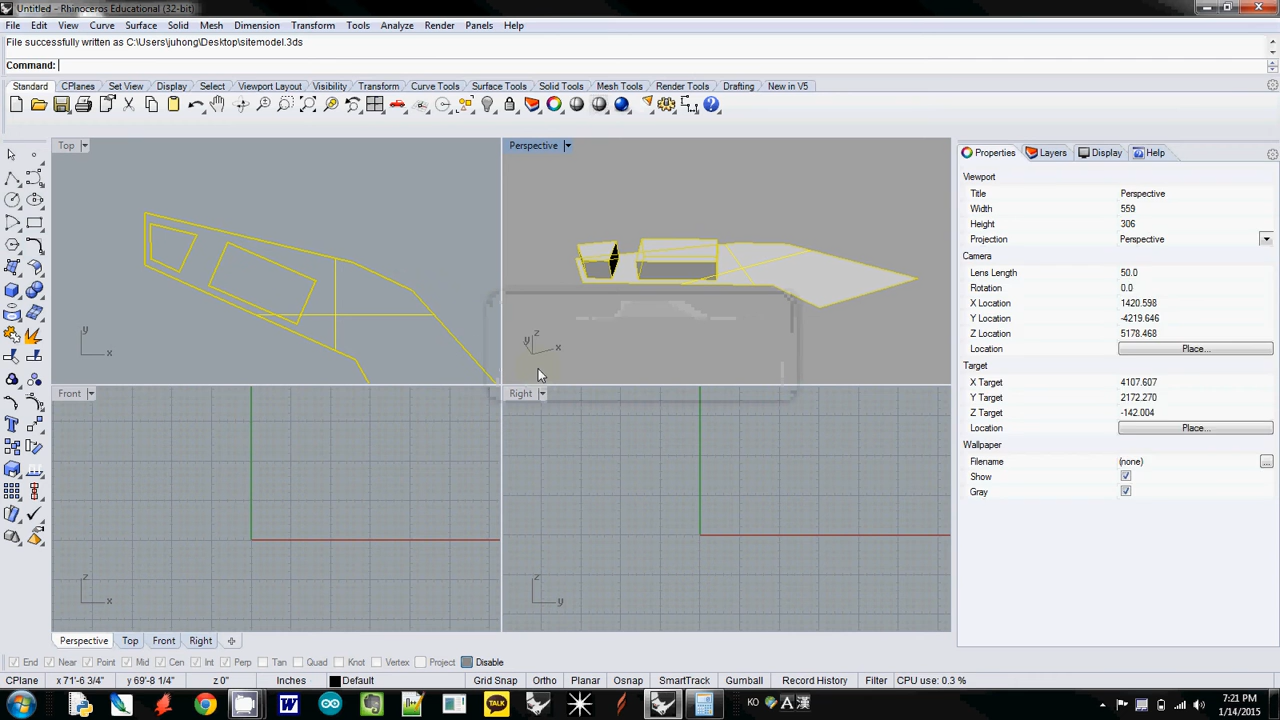 Untitled - Rhinoceros Educational (32-bit)
File Edit View Curve Surface Solid Mesh Dimension Transform Tools Analyze Render Panels Help
File successfully written as C:\Users\juhong\Desktop\sitemodel.3ds
Command:
Standard CPlanes Set View Display Select Viewport Layout Visibility Transform Curve Tools Surface Tools Solid Tools Mesh Tools Render Tools Drafting New in V5
Top
Perspective
Properties Layers Display Help
Viewport
Title Perspective
Width 559
Height 306
Projection Perspective
Camera
Lens Length 50.0
Rotation 0.0
X Location 1420.598
Y Location -4219.646
Z Location 5178.468
Location Place...
Target
X Target 4107.607
Y Target 2172.270
Z Target -142.004
Location Place...
Wallpaper
Filename (none) ...
Show
Gray
y
x
z
y
x
Front
Right
z
x
z
y
Perspective Top Front Right
End Near Point Mid Cen Int Perp Tan Quad Knot Vertex Project Disable
CPlane x 71'-6 3/4" y 69'-8 1/4" z 0" Inches Default Grid Snap Ortho Planar Osnap SmartTrack Gumball Record History Filter CPU use: 0.3 %
TALK
KO A 漢
7:21 PM
1/14/2015